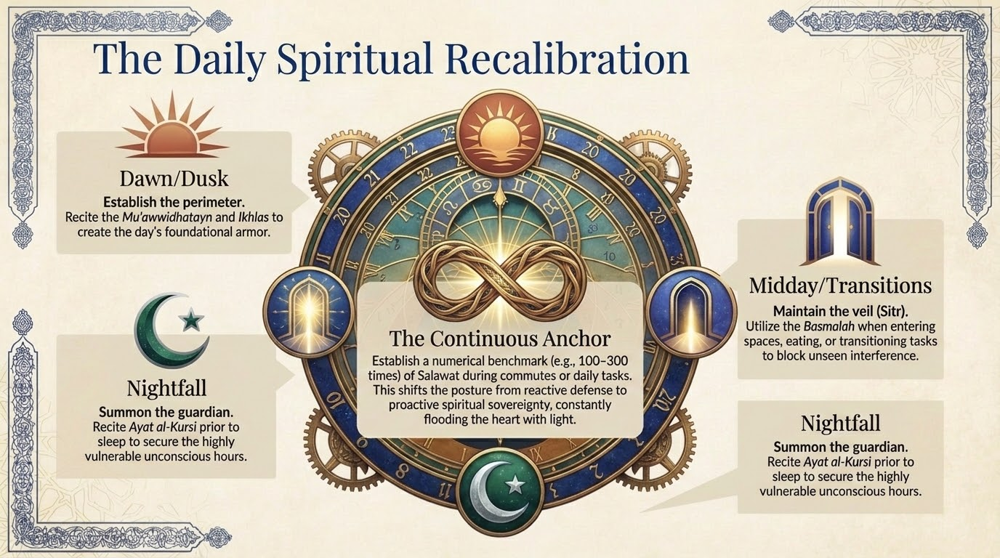 The Daily Spiritual Recalibration
Dawn/Dusk
Establish the perimeter.
Recite the Mu'awwidhatayn and Ikhlas to
create the day's foundational armor.
Nightfall
Summon the guardian.
Recite Ayat al-Kursi prior to
sleep to secure the highly
vulnerable unconscious hours.
The Continuous Anchor
Establish a numerical benchmark (e.g., 100–300
times) of Salawat during commutes or daily tasks.
This shifts the posture from reactive defense to
proactive spiritual sovereignty, constantly
flooding the heart with light.
Midday/Transitions
Maintain the veil (Sitr).
Utilize the Basmalah when entering
spaces, eating, or transitioning tasks
to block unseen interference.
Nightfall
Summon the guardian.
Recite Ayat al-Kursi prior to
sleep to secure the highly
vulnerable unconscious hours.